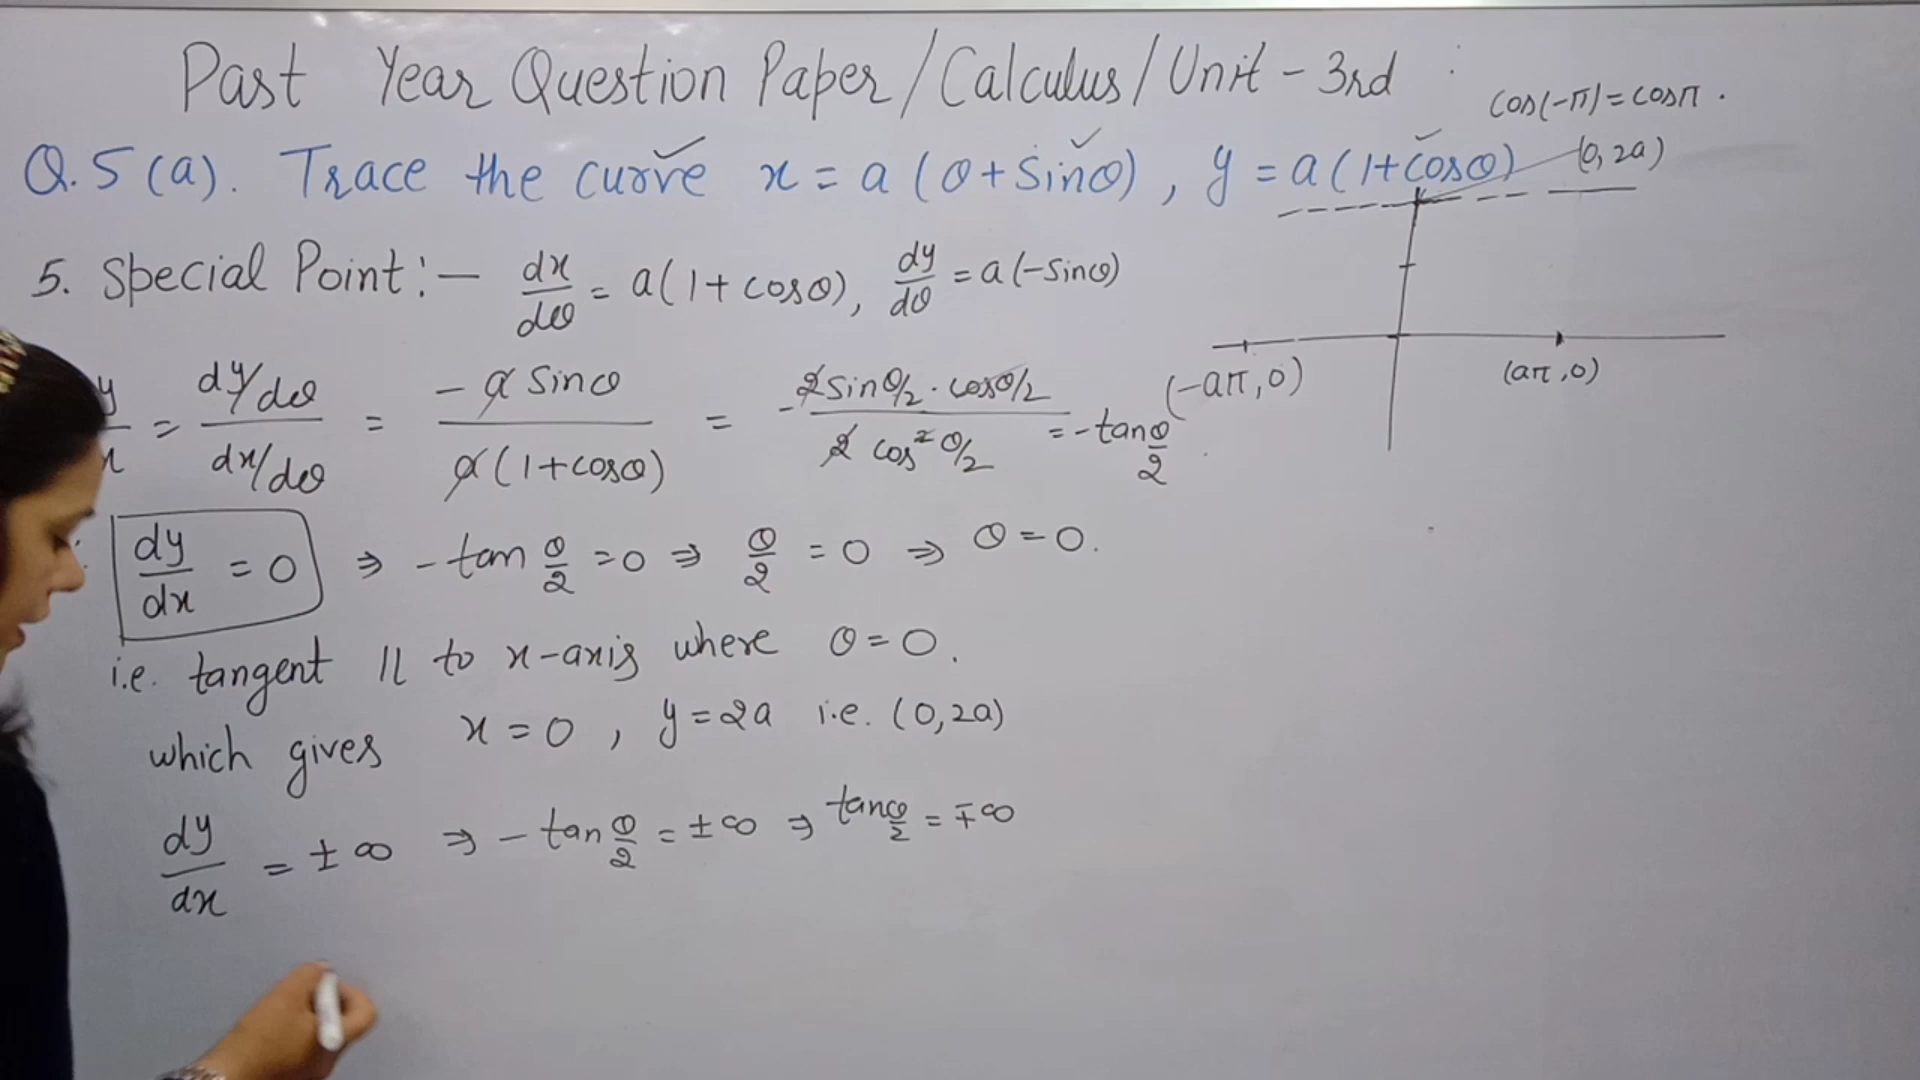 Past Year Question Paper/Calculus/Unit-3rd
cos(-π)=cosπ.
Q.5(a). Trace the curve x = a(θ+Sinθ), y = a(1+cosθ)
(0,2a)
5. Special Point:- dx/dθ = a(1+cosθ), dy/dθ = a(-sinθ)
(-aπ,0) (aπ,0)
= dy/dθ / dx/dθ = -a Sinθ / a(1+cosθ) = - 2sinθ/2·cosθ/2 / 2 cos²θ/2 = -tan θ/2
dy/dx = 0 ⇒ -tan θ/2 = 0 ⇒ θ/2 = 0 ⇒ θ=0.
i.e. tangent || to x-axis where θ=0.
which gives x=0, y=2a i.e. (0,2a)
dy/dx = ±∞ ⇒ -tan θ/2 = ±∞ ⇒ tan θ/2 = ∓∞